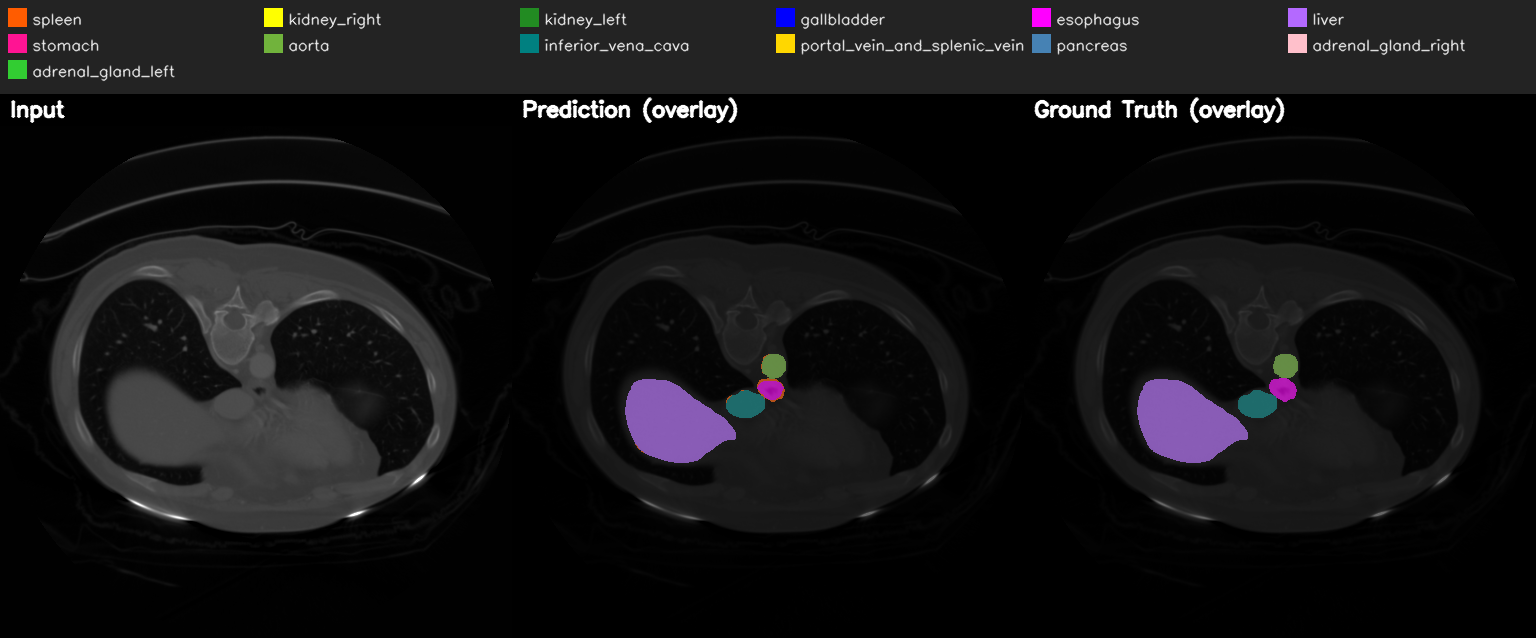 spleen kidney_right kidney_left gallbladder esophagus liver
stomach aorta inferior_vena_cava portal_vein_and_splenic_vein pancreas adrenal_gland_right
adrenal_gland_left
Input Prediction (overlay) Ground Truth (overlay)